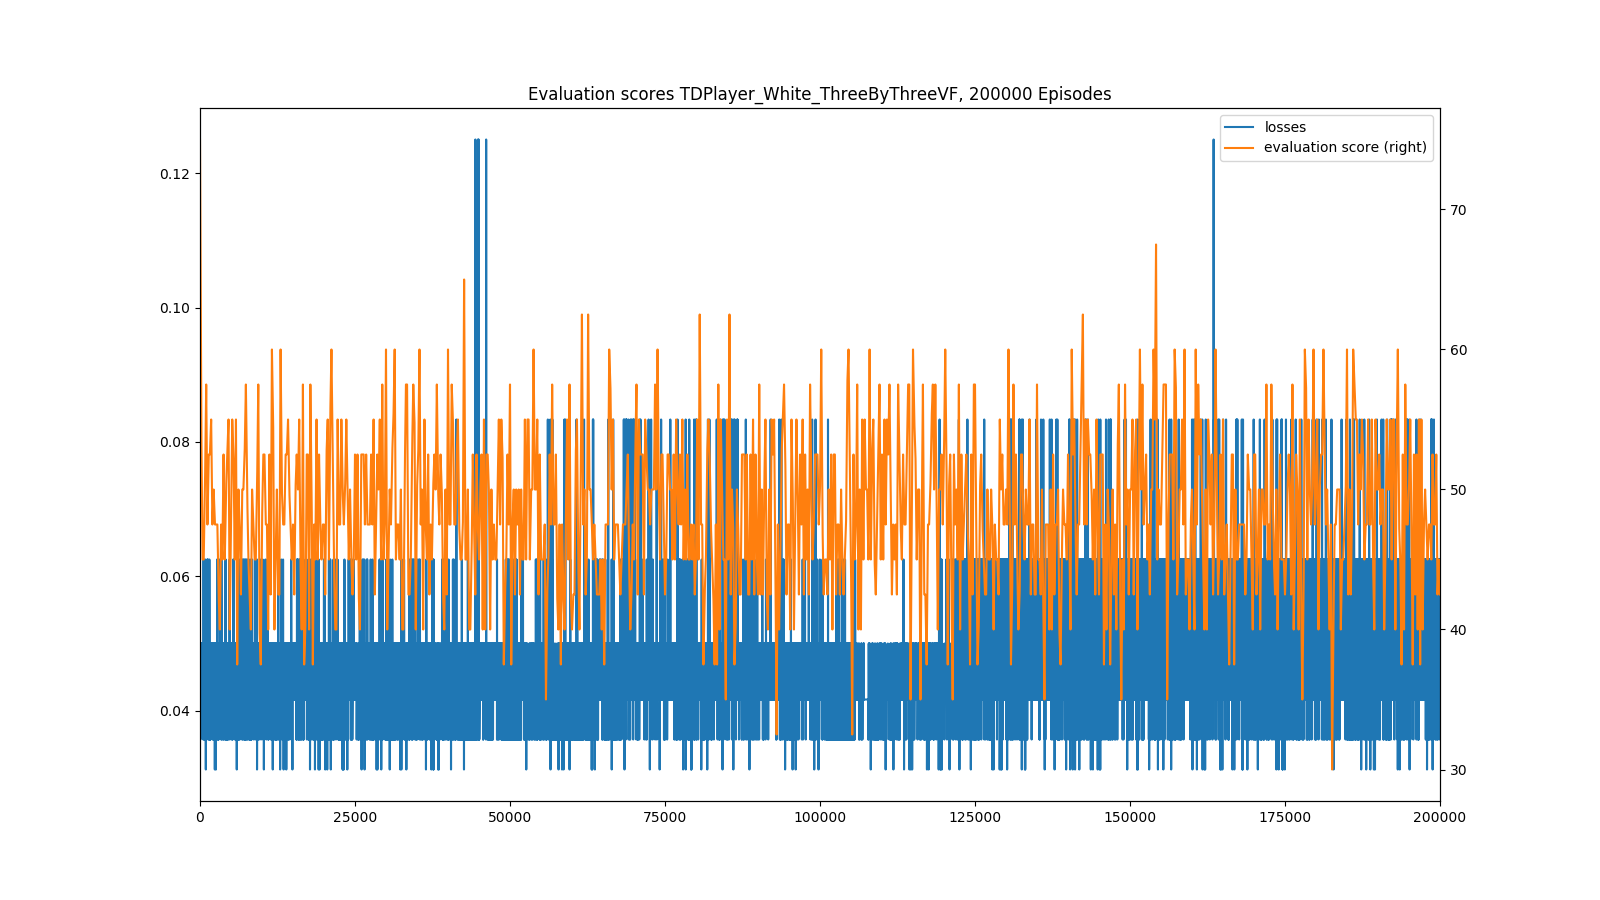 Evaluation scores TDPlayer_White_ThreeByThreeVF, 200000 Episodes
losses
evaluation score (right)
0.12
0.10
0.08
0.06
0.04
70
60
50
40
30
0 25000 50000 75000 100000 125000 150000 175000 200000